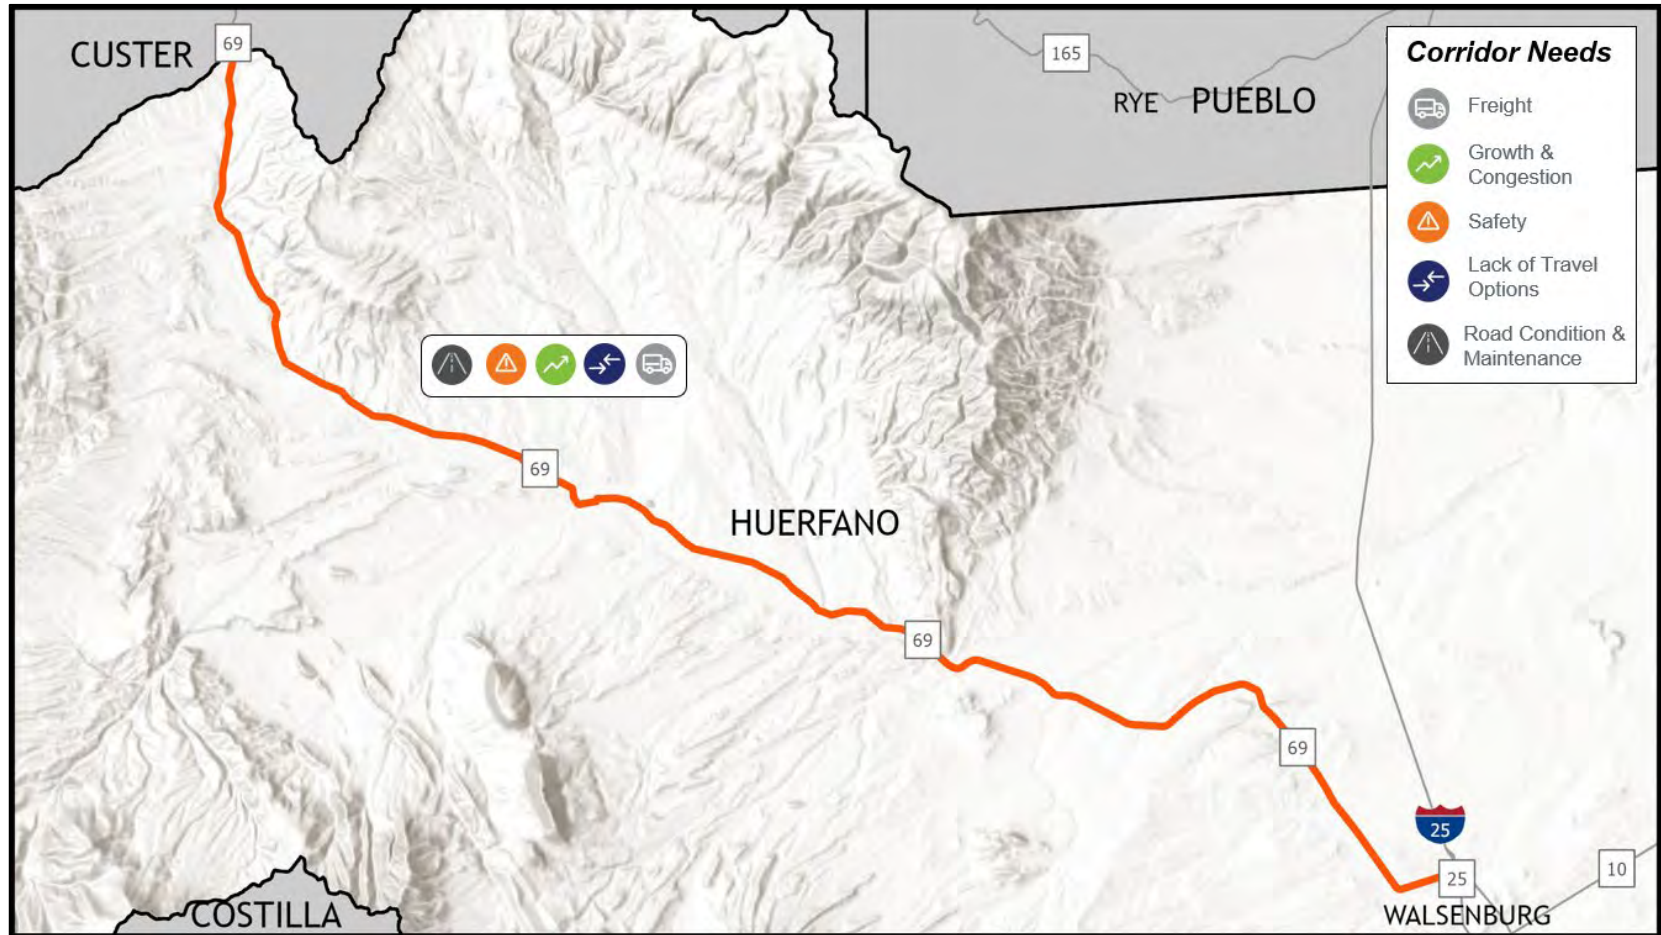 CUSTER
69
165
RYE
PUEBLO
Corridor Needs
Freight
Growth &
Congestion
Safety
Lack of Travel
Options
Road Condition &
Maintenance
69
HUERFANO
69
69
25
25
10
COSTILLA
WALSENBURG